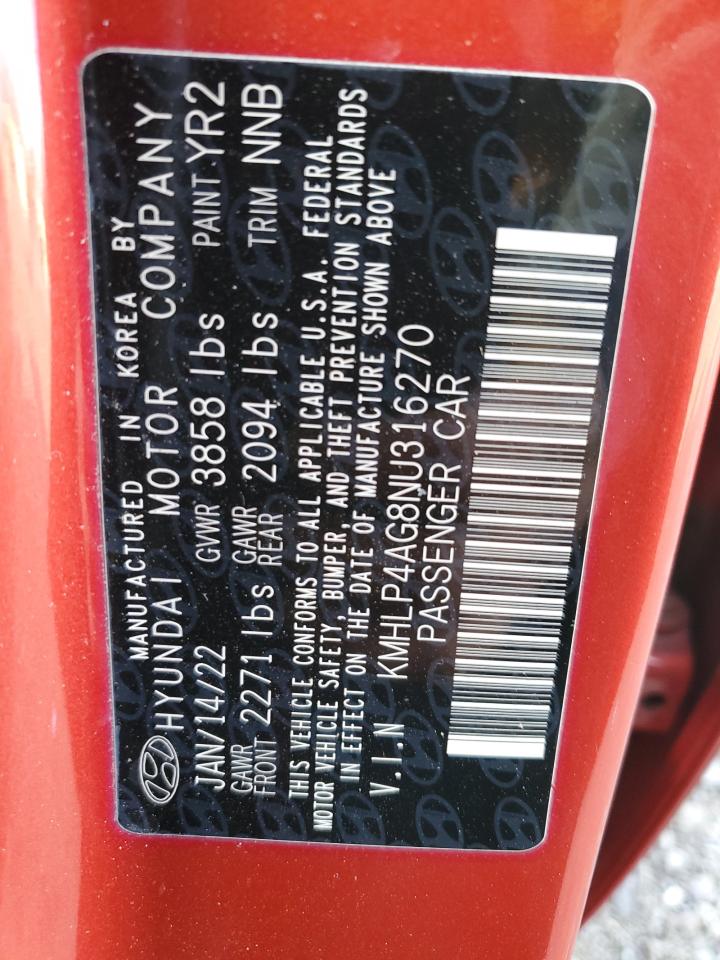 MANUFACTURED IN KOREA BY
HYUNDAI MOTOR COMPANY
JAN/14/22 GVWR 3858 lbs PAINT YR2
GAWR FRONT 2271 lbs GAWR REAR 2094 lbs TRIM NNB
THIS VEHICLE CONFORMS TO ALL APPLICABLE U.S.A. FEDERAL
MOTOR VEHICLE SAFETY, BUMPER, AND THEFT PREVENTION STANDARDS
IN EFFECT ON THE DATE OF MANUFACTURE SHOWN ABOVE
V.I.N KMHLP4AG8NU316270
PASSENGER CAR